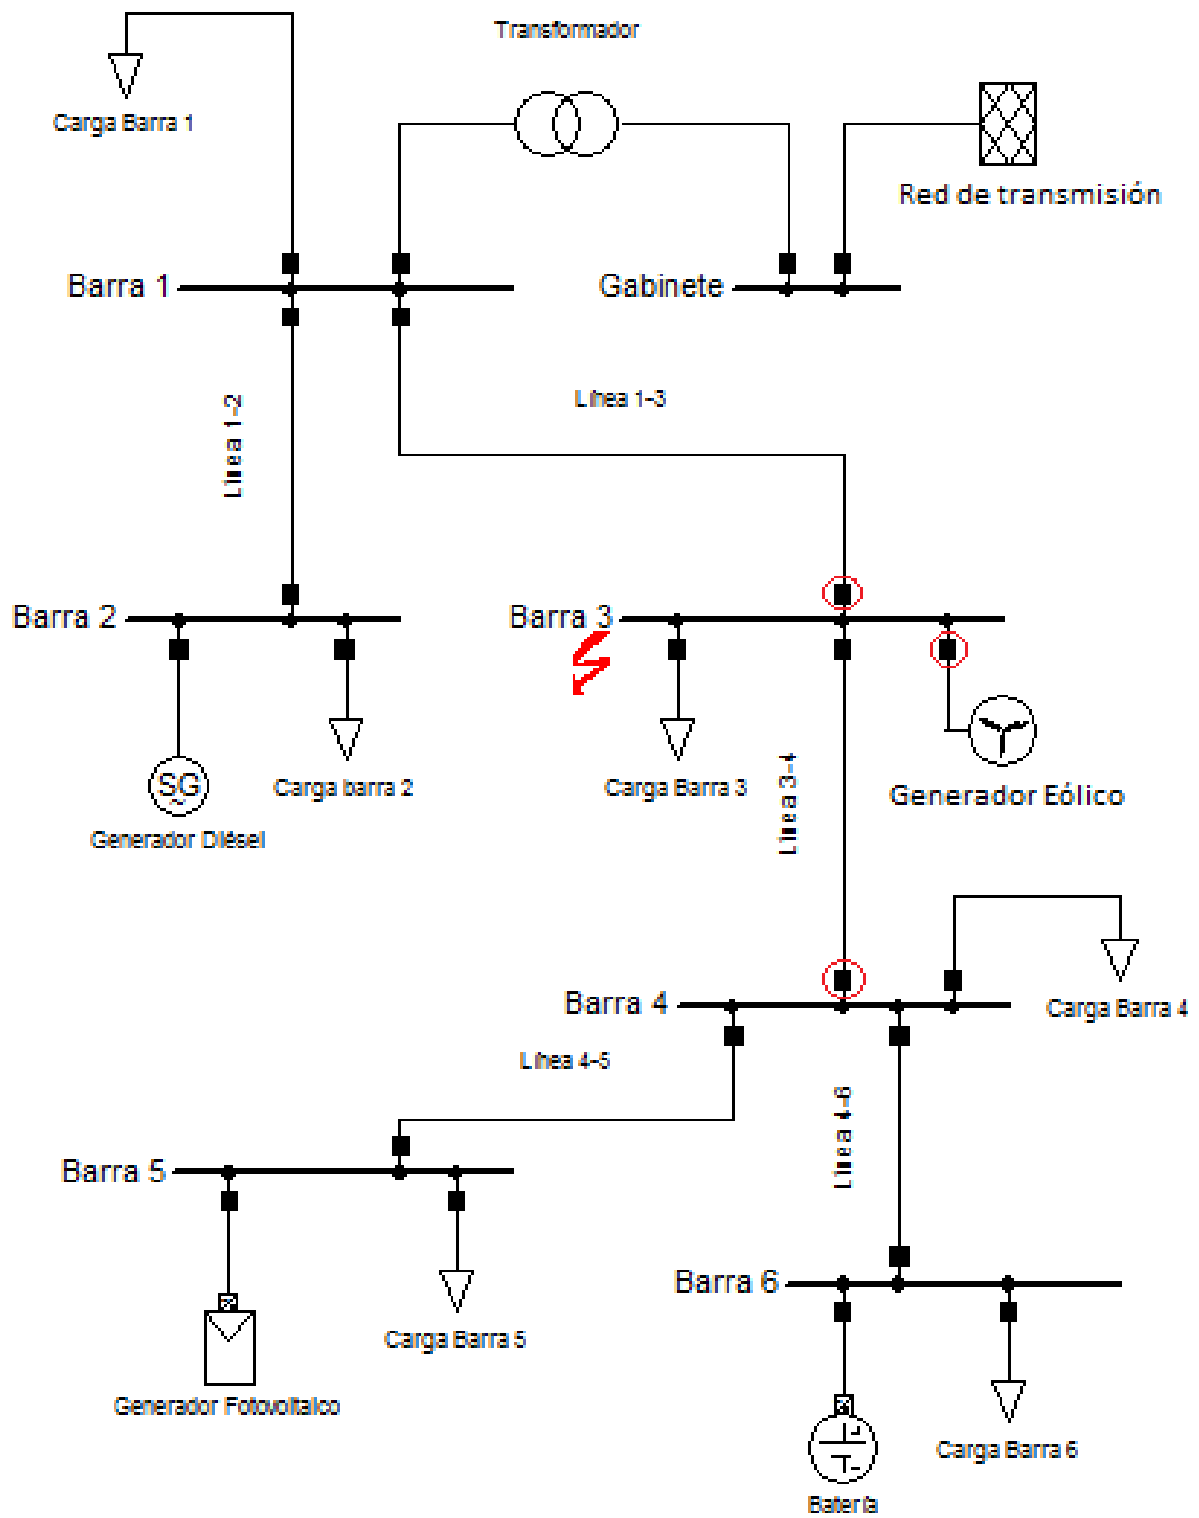 Transformador
Carga Barra 1
Red de transmisión
Barra 1
Gabinete
Línea 1-2
Línea 1-3
Barra 2
Barra 3
SG
~
Carga barra 2
Carga Barra 3
Línea 3-4
Generador Eólico
Generador Diésel
Barra 4
Carga Barra 4
Línea 4-5
Línea 4-6
Barra 5
Barra 6
Carga Barra 5
Generador Fotovoltaico
Carga Barra 6
Batería